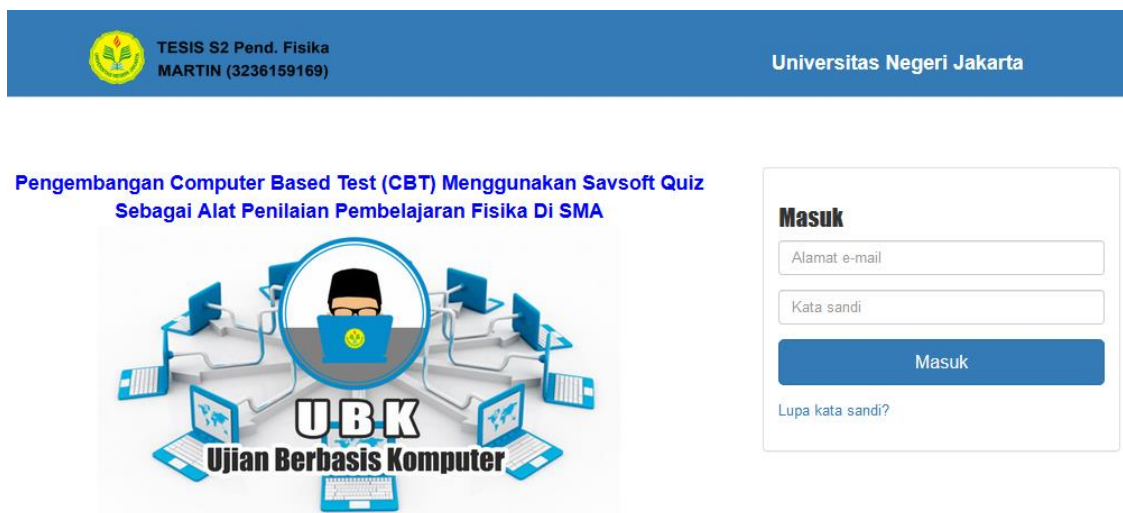 TESIS S2 Pend. Fisika
MARTIN (3236159169)
Universitas Negeri Jakarta
Pengembangan Computer Based Test (CBT) Menggunakan Savsoft Quiz
Sebagai Alat Penilaian Pembelajaran Fisika Di SMA
UBK
Ujian Berbasis Komputer
Masuk
Alamat e-mail
Kata sandi
Masuk
Lupa kata sandi?